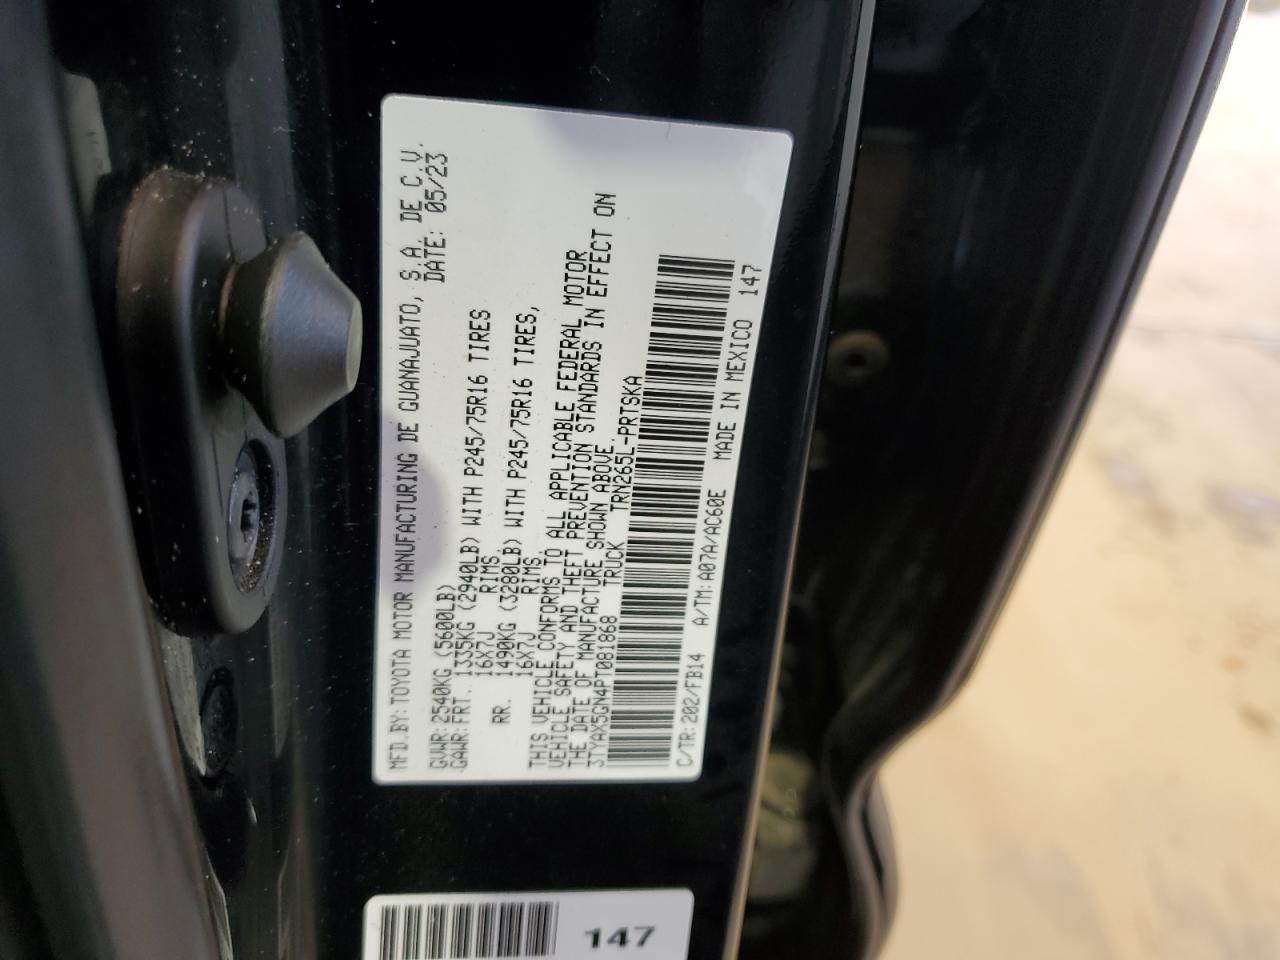 MFD.BY:TOYOTA MOTOR MANUFACTURING DE GUANAJUATO, S.A. DE C.V.
DATE: 05/23
GVWR:2540KG (5600LB)
GAWR:FRT. 1335KG (2940LB) WITH P245/75R16 TIRES
16X7J RIMS.
RR. 1490KG (3280LB) WITH P245/75R16 TIRES,
16X7J RIMS.
THIS VEHICLE CONFORMS TO ALL APPLICABLE FEDERAL MOTOR
VEHICLE SAFETY AND THEFT PREVENTION STANDARDS IN EFFECT ON
THE DATE OF MANUFACTURE SHOWN ABOVE.
3TYAX5GN4PT081868 TRUCK TRN265L-PRTSKA
C/TR:202/FB14 A/TM:A07A/AC60E MADE IN MEXICO 147
147